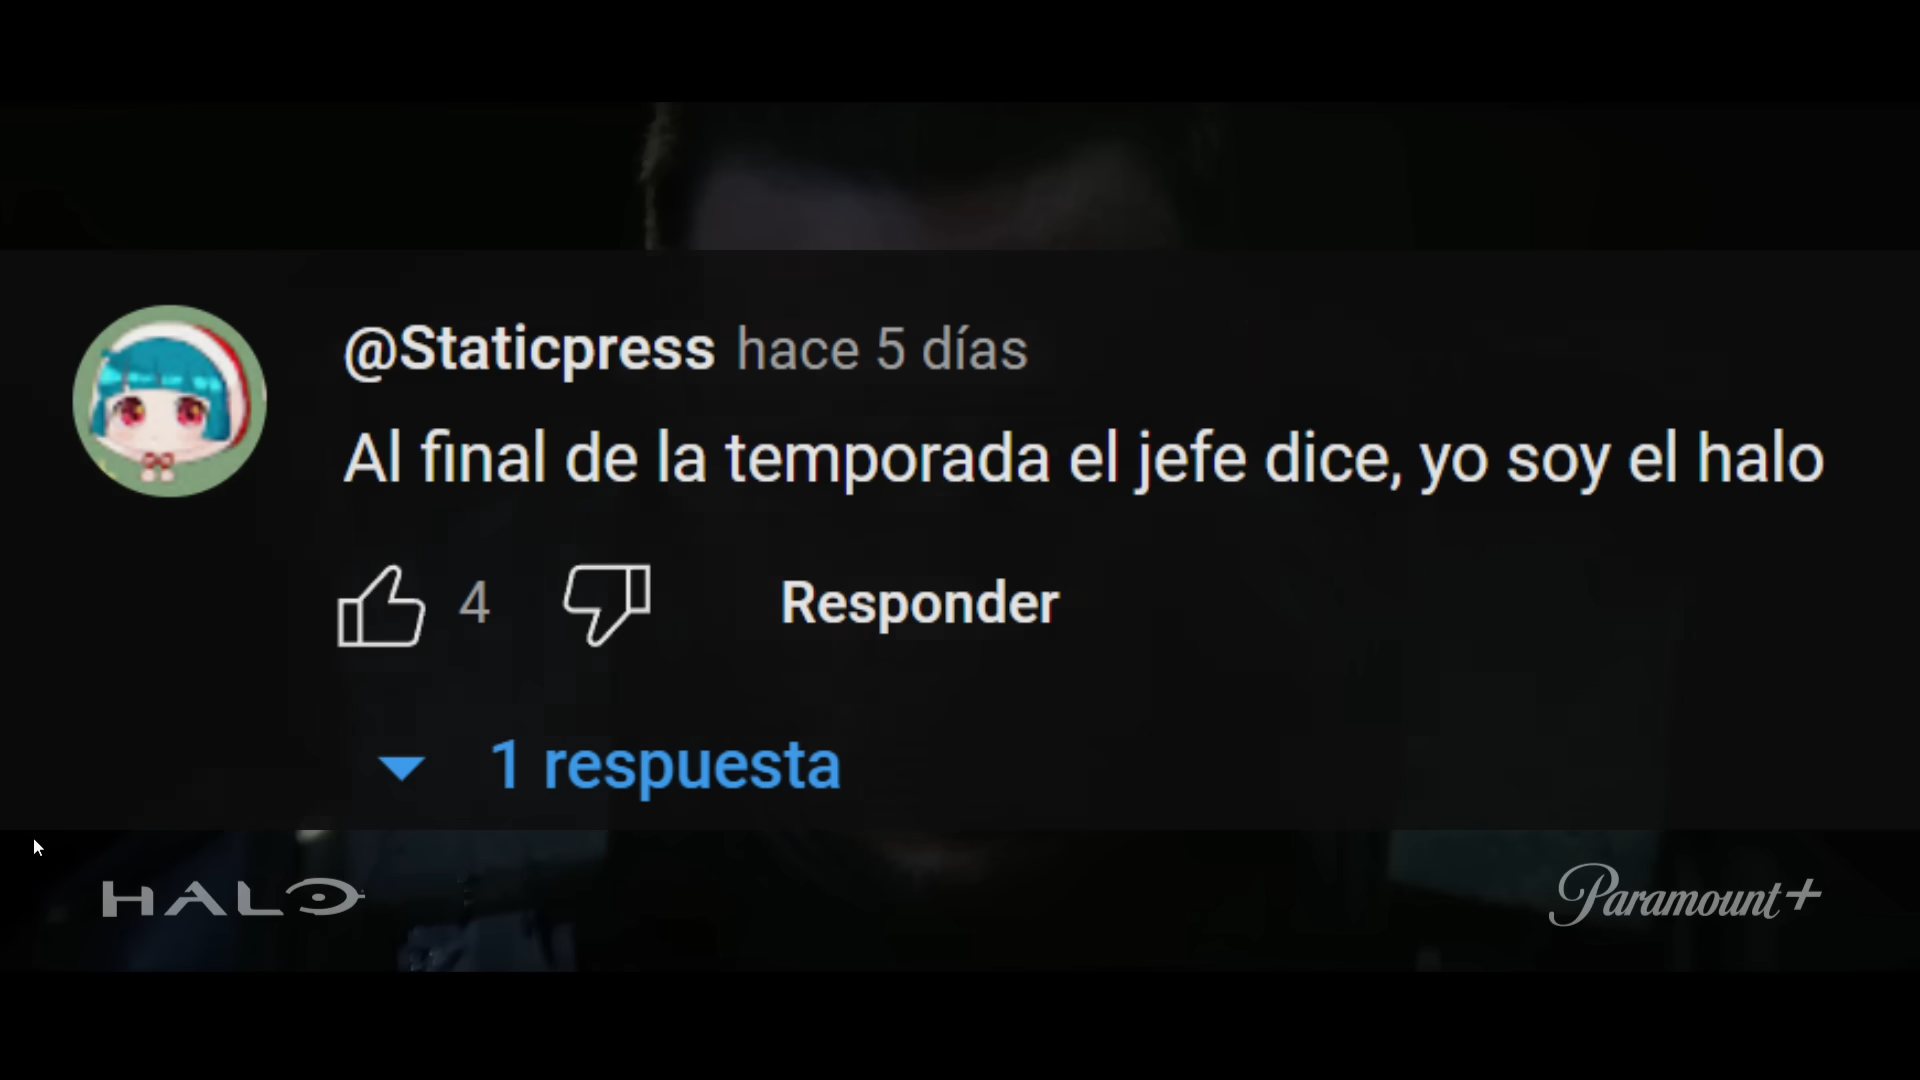 @Staticpress hace 5 días
Al final de la temporada el jefe dice, yo soy el halo
4 Responder
1 respuesta
HALO
Paramount+